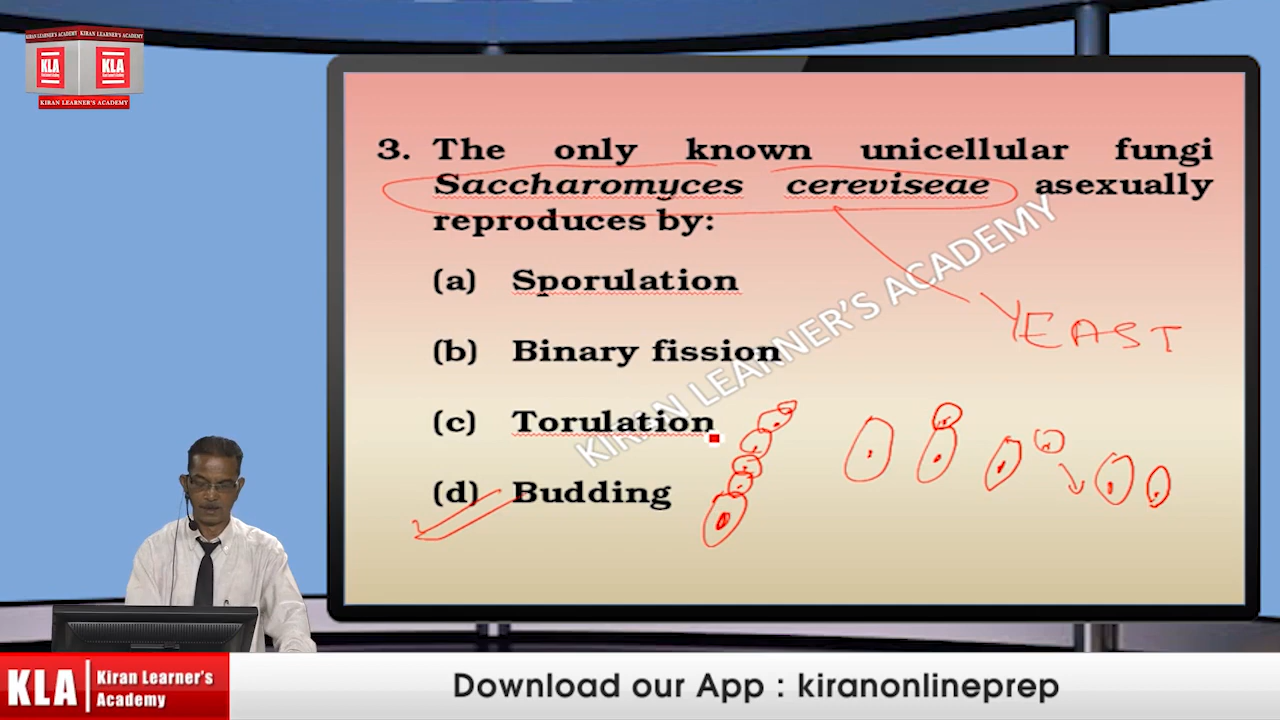 KIRAN LEARNER'S ACADEMY KIRAN LEARNER'S ACADEMY
KLA KLA
KIRAN LEARNER'S ACADEMY
3. The only known unicellular fungi
Saccharomyces cereviseae asexually
reproduces by:
(a) Sporulation
YEAST
(b) Binary fission
(c) Torulation
(d) Budding
KIRAN LEARNER'S ACADEMY
KLA Kiran Learner's
Academy
Download our App : kiranonlineprep